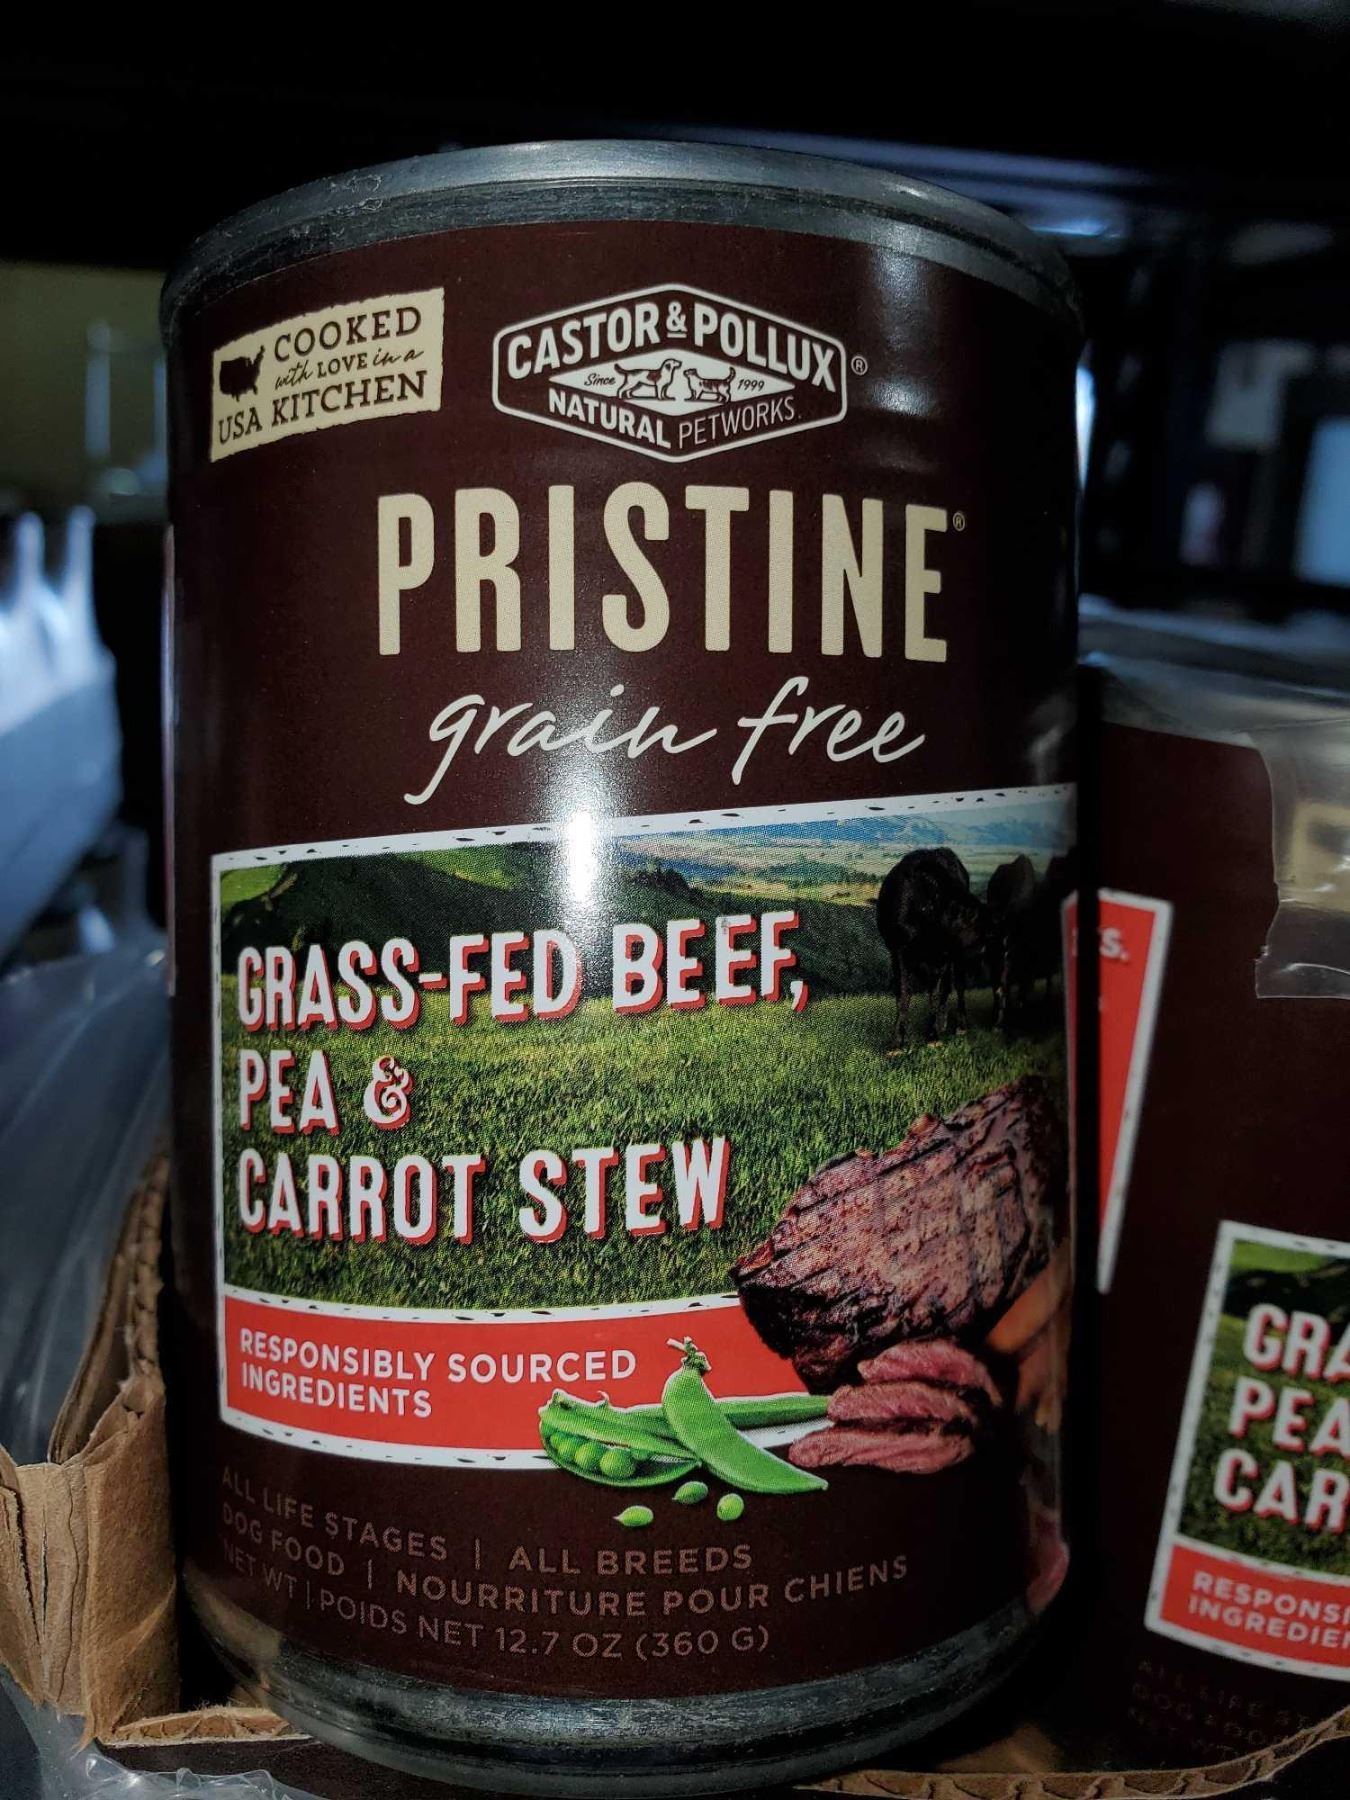 COOKED
with LOVE in a
USA KITCHEN
CASTOR & POLLUX®
Since 1999
NATURAL PETWORKS.
PRISTINE®
grain free
GRASS-FED BEEF,
PEA &
CARROT STEW
RESPONSIBLY SOURCED
INGREDIENTS
ALL LIFE STAGES | ALL BREEDS
DOG FOOD | NOURRITURE POUR CHIENS
NET WT | POIDS NET 12.7 OZ (360 G)
S.
GRA
PEA
CAR
RESPONSI
INGREDIE